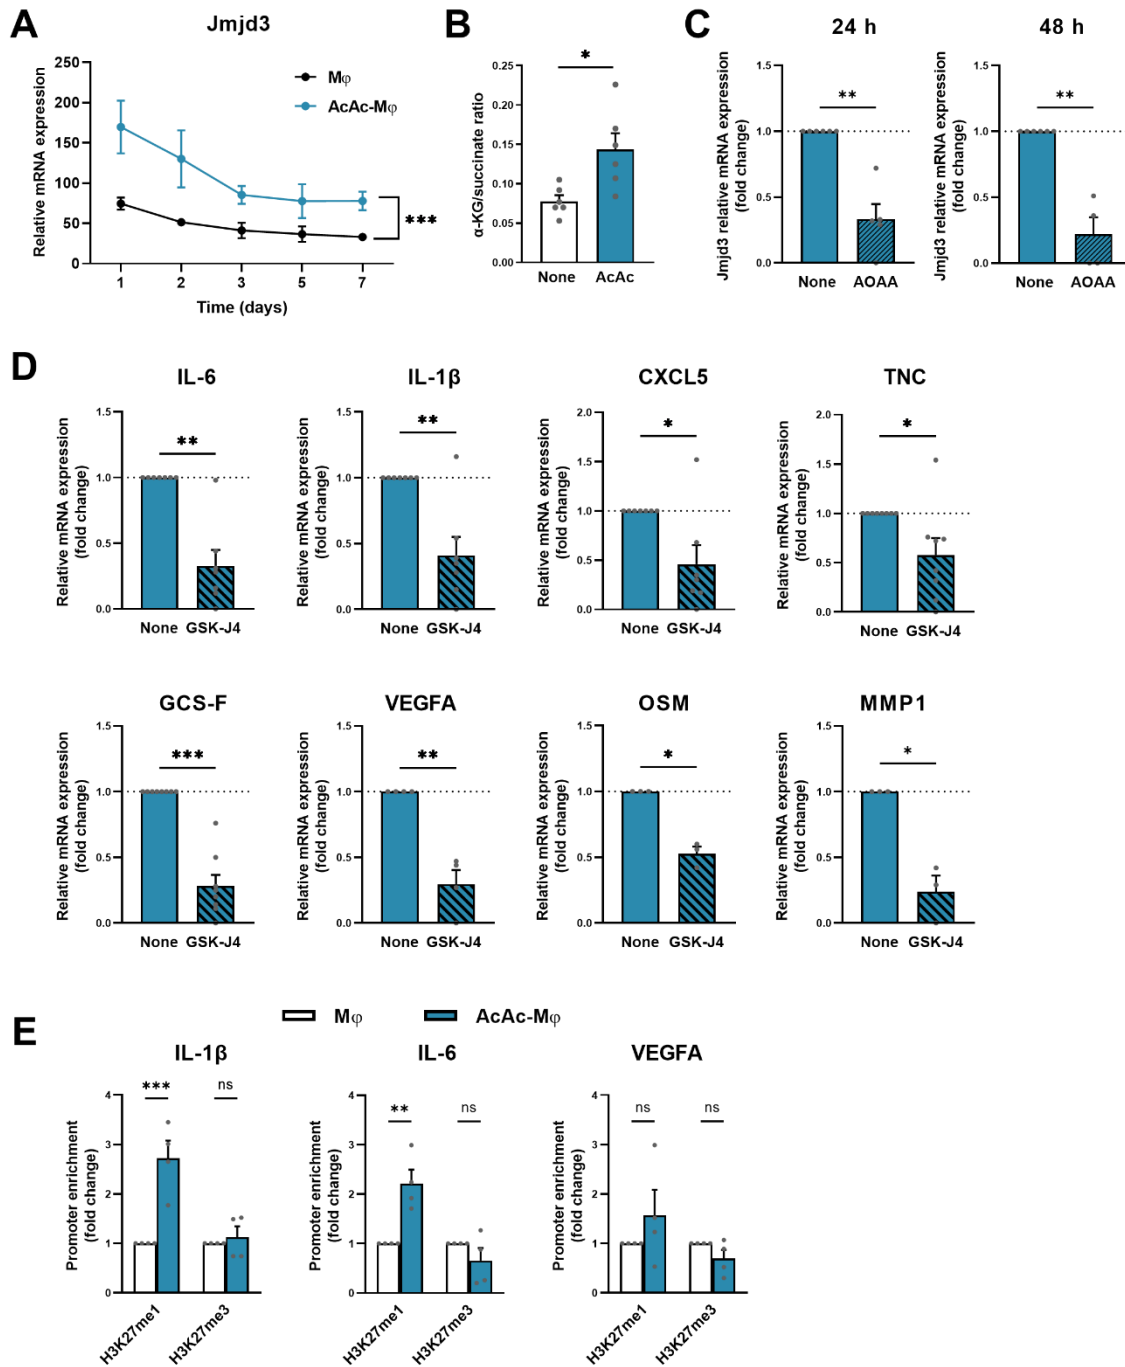 A
Jmjd3
Relative mRNA expression
250
200
150
100
50
0
Mφ
AcAc-Mφ
***
1 2 3 5 7
Time (days)
B
*
α-KG/succinate ratio
0.25
0.20
0.15
0.10
0.05
0.00
None AcAc
C
24 h
**
Jmjd3 relative mRNA expression
(fold change)
1.5
1.0
0.5
0.0
None AOAA
48 h
**
Jmjd3 relative mRNA expression
(fold change)
1.5
1.0
0.5
0.0
None AOAA
D
IL-6
**
Relative mRNA expression
(fold change)
1.5
1.0
0.5
0.0
None GSK-J4
IL-1β
**
Relative mRNA expression
(fold change)
1.5
1.0
0.5
0.0
None GSK-J4
CXCL5
*
Relative mRNA expression
(fold change)
2.0
1.5
1.0
0.5
0.0
None GSK-J4
TNC
*
Relative mRNA expression
(fold change)
2.0
1.5
1.0
0.5
0.0
None GSK-J4
GCS-F
***
Relative mRNA expression
(fold change)
1.5
1.0
0.5
0.0
None GSK-J4
VEGFA
**
Relative mRNA expression
(fold change)
1.5
1.0
0.5
0.0
None GSK-J4
OSM
*
Relative mRNA expression
(fold change)
1.5
1.0
0.5
0.0
None GSK-J4
MMP1
*
Relative mRNA expression
(fold change)
1.5
1.0
0.5
0.0
None GSK-J4
E
Mφ AcAc-Mφ
IL-1β
*** ns
Promoter enrichment
(fold change)
4
3
2
1
0
H3K27me1 H3K27me3
IL-6
** ns
Promoter enrichment
(fold change)
4
3
2
1
0
H3K27me1 H3K27me3
VEGFA
ns ns
Promoter enrichment
(fold change)
4
3
2
1
0
H3K27me1 H3K27me3